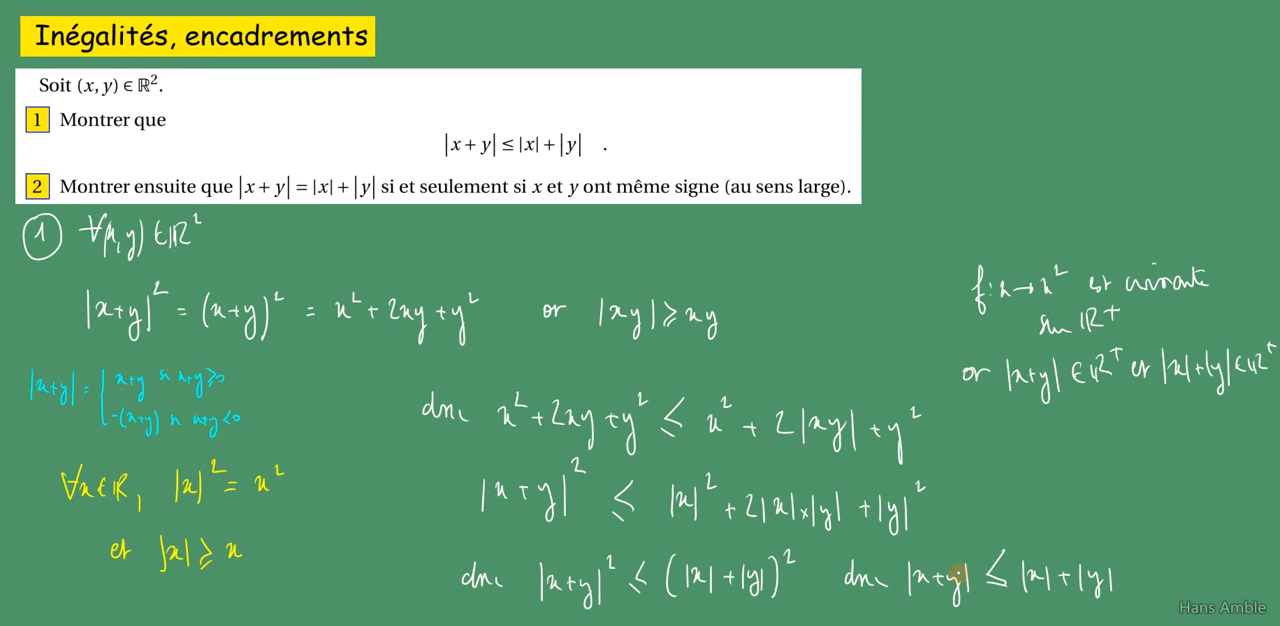 Inégalités, encadrements
Soit (x, y) ∈ ℝ².
1 Montrer que
|x + y| ≤ |x| + |y| .
2 Montrer ensuite que |x + y| = |x| + |y| si et seulement si x et y ont même signe (au sens large).
1 ∀(x,y) ∈ ℝ²
|x+y|² = (x+y)² = x² + 2xy + y² or |xy| ⩾ xy
f: x → x² est croissante
sur ℝ⁺
or |x+y| ∈ ℝ⁺ et |x|+|y| ∈ ℝ⁺
|x+y| = { x+y si x+y ⩾ 0
-(x+y) si x+y < 0
∀x ∈ ℝ, |x|² = x²
et |x| ⩾ x
donc x² + 2xy + y² ≤ x² + 2|xy| + y²
|x+y|² ≤ |x|² + 2|x|×|y| + |y|²
donc |x+y|² ≤ (|x| + |y|)² donc |x+y| ≤ |x| + |y|
Hans Amble